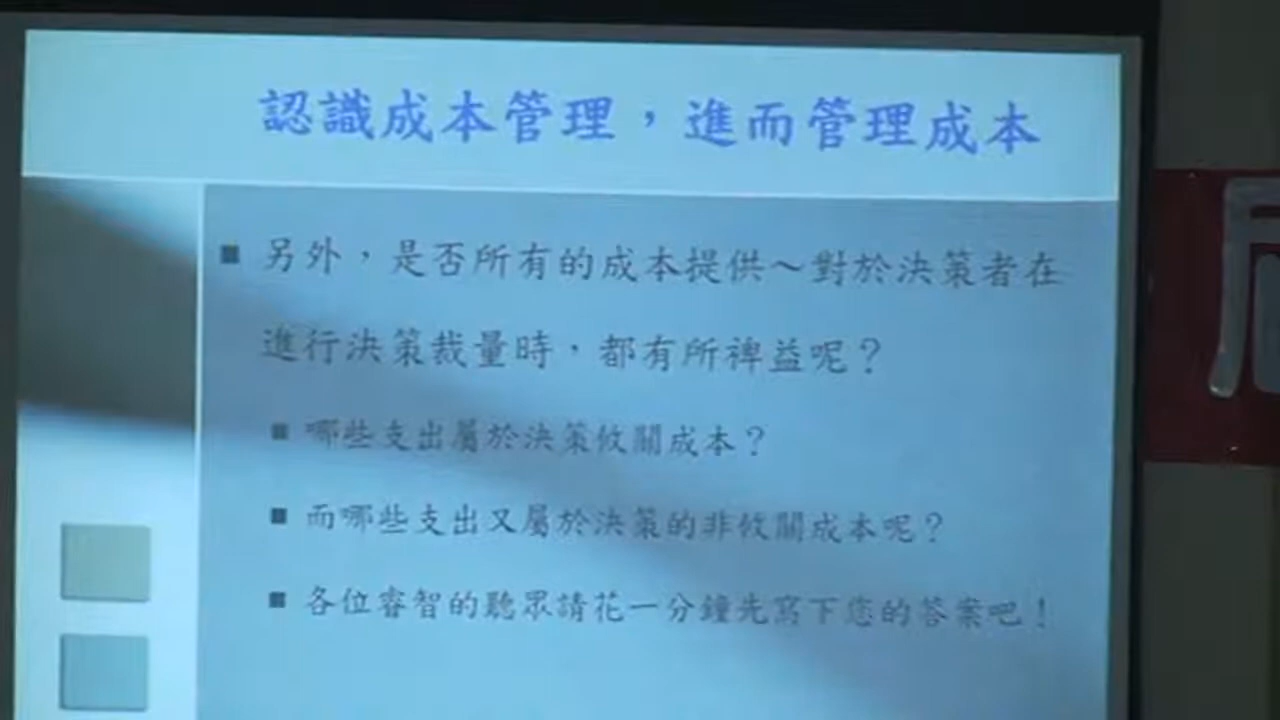 認識成本管理，進而管理成本
另外，是否所有的成本提供～對於決策者在
進行決策裁量時，都有所裨益呢？
哪些支出屬於決策攸關成本？
而哪些支出又屬於決策的非攸關成本呢？
各位睿智的聽眾請花一分鐘先寫下您的答案吧！